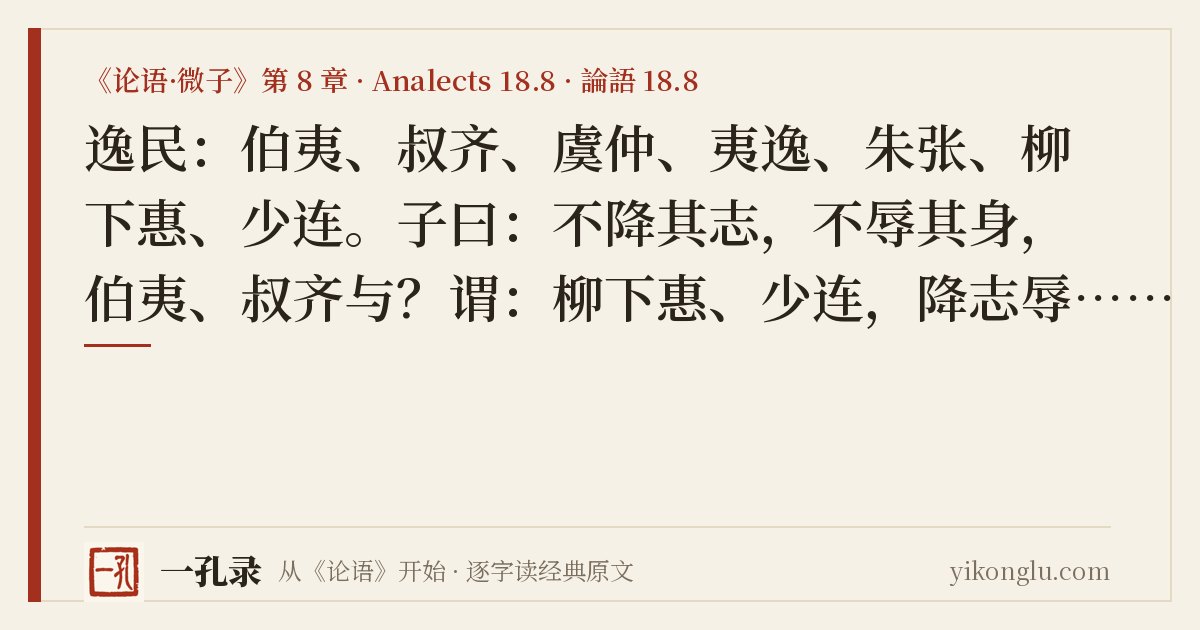 《论语·微子》第 8 章 · Analects 18.8 · 論語 18.8
逸民：伯夷、叔齐、虞仲、夷逸、朱张、柳
下惠、少连。子曰：不降其志，不辱其身，
伯夷、叔齐与？谓：柳下惠、少连，降志辱……
一孔
一孔录 从《论语》开始 · 逐字读经典原文 yikonglu.com